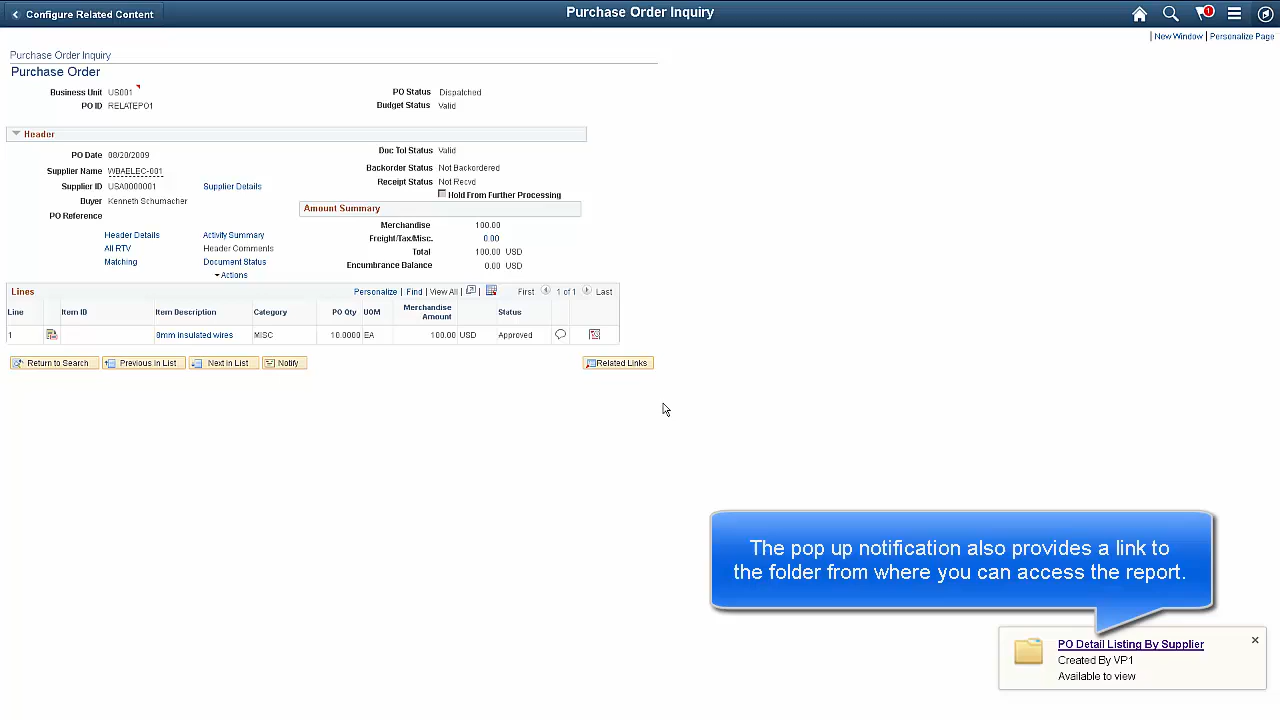 Configure Related Content
Purchase Order Inquiry
1
New Window | Personalize Page
Purchase Order Inquiry
Purchase Order
Business Unit US001
PO Status Dispatched
PO ID RELATEPO1
Budget Status Valid
Header
PO Date 08/20/2009
Doc Tol Status Valid
Supplier Name WBAELEC-001
Backorder Status Not Backordered
Supplier ID USA0000001 Supplier Details
Receipt Status Not Recvd
Hold From Further Processing
Buyer Kenneth Schumacher
PO Reference
Amount Summary
Merchandise 100.00
Freight/Tax/Misc. 0.00
Total 100.00 USD
Encumbrance Balance 0.00 USD
Header Details Activity Summary
All RTV Header Comments
Matching Document Status
Actions
Lines Personalize | Find | View All | | First 1 of 1 Last
Line Item ID Item Description Category PO Qty UOM Merchandise Amount Status
1 8mm insulated wires MISC 10.0000 EA 100.00 USD Approved
Return to Search Previous in List Next in List Notify Related Links
The pop up notification also provides a link to
the folder from where you can access the report.
PO Detail Listing By Supplier
Created By VP1
Available to view